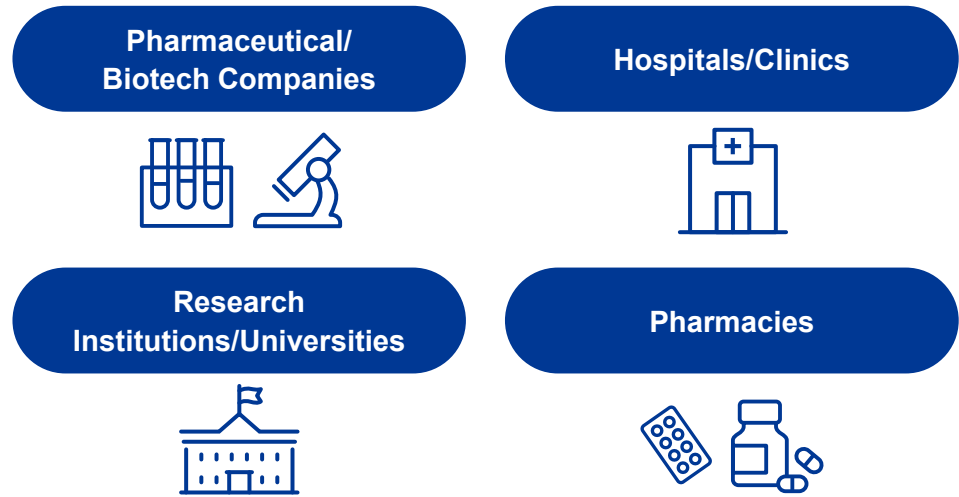 Pharmaceutical/
Biotech Companies
Hospitals/Clinics
Research
Institutions/Universities
Pharmacies